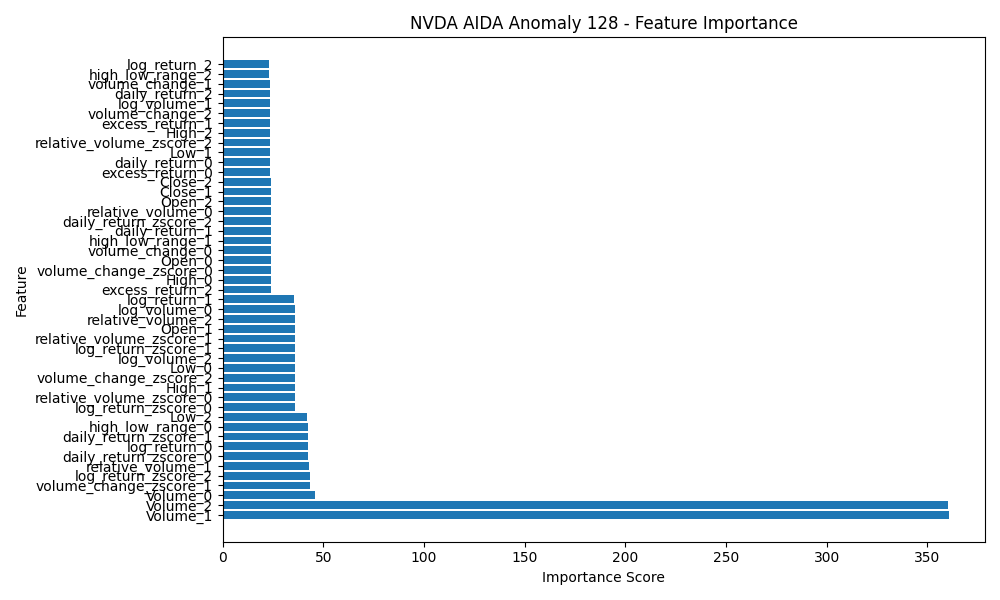 NVDA AIDA Anomaly 128 - Feature Importance
log_return_2
high_low_range_2
volume_change_1
daily_return_2
log_volume_1
volume_change_2
excess_return_1
High_2
relative_volume_zscore_2
Low_1
daily_return_0
excess_return_0
Close_2
Close_1
Open_2
relative_volume_0
daily_return_zscore_2
daily_return_1
high_low_range_1
volume_change_0
Open_0
volume_change_zscore_0
High_0
excess_return_2
log_return_1
log_volume_0
relative_volume_2
Open_1
relative_volume_zscore_1
log_return_zscore_1
log_volume_2
Low_0
volume_change_zscore_2
High_1
relative_volume_zscore_0
log_return_zscore_0
Low_2
high_low_range_0
daily_return_zscore_1
log_return_0
daily_return_zscore_0
relative_volume_1
log_return_zscore_2
volume_change_zscore_1
Volume_0
Volume_2
Volume_1
Feature
0 50 100 150 200 250 300 350
Importance Score